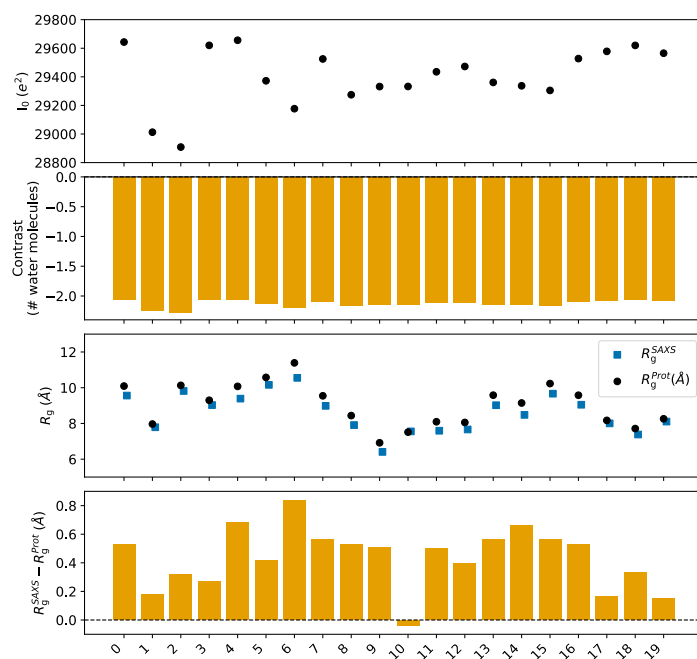 29800
29600
29400
29200
29000
28800
I₀ (e²)
0.0
−0.5
−1.0
−1.5
−2.0
Contrast
(# water molecules)
12
10
8
6
R_g (Å)
R_g^SAXS
R_g^Prot(Å)
0.8
0.6
0.4
0.2
0.0
R_g^SAXS − R_g^Prot (Å)
0 1 2 3 4 5 6 7 8 9 10 11 12 13 14 15 16 17 18 19